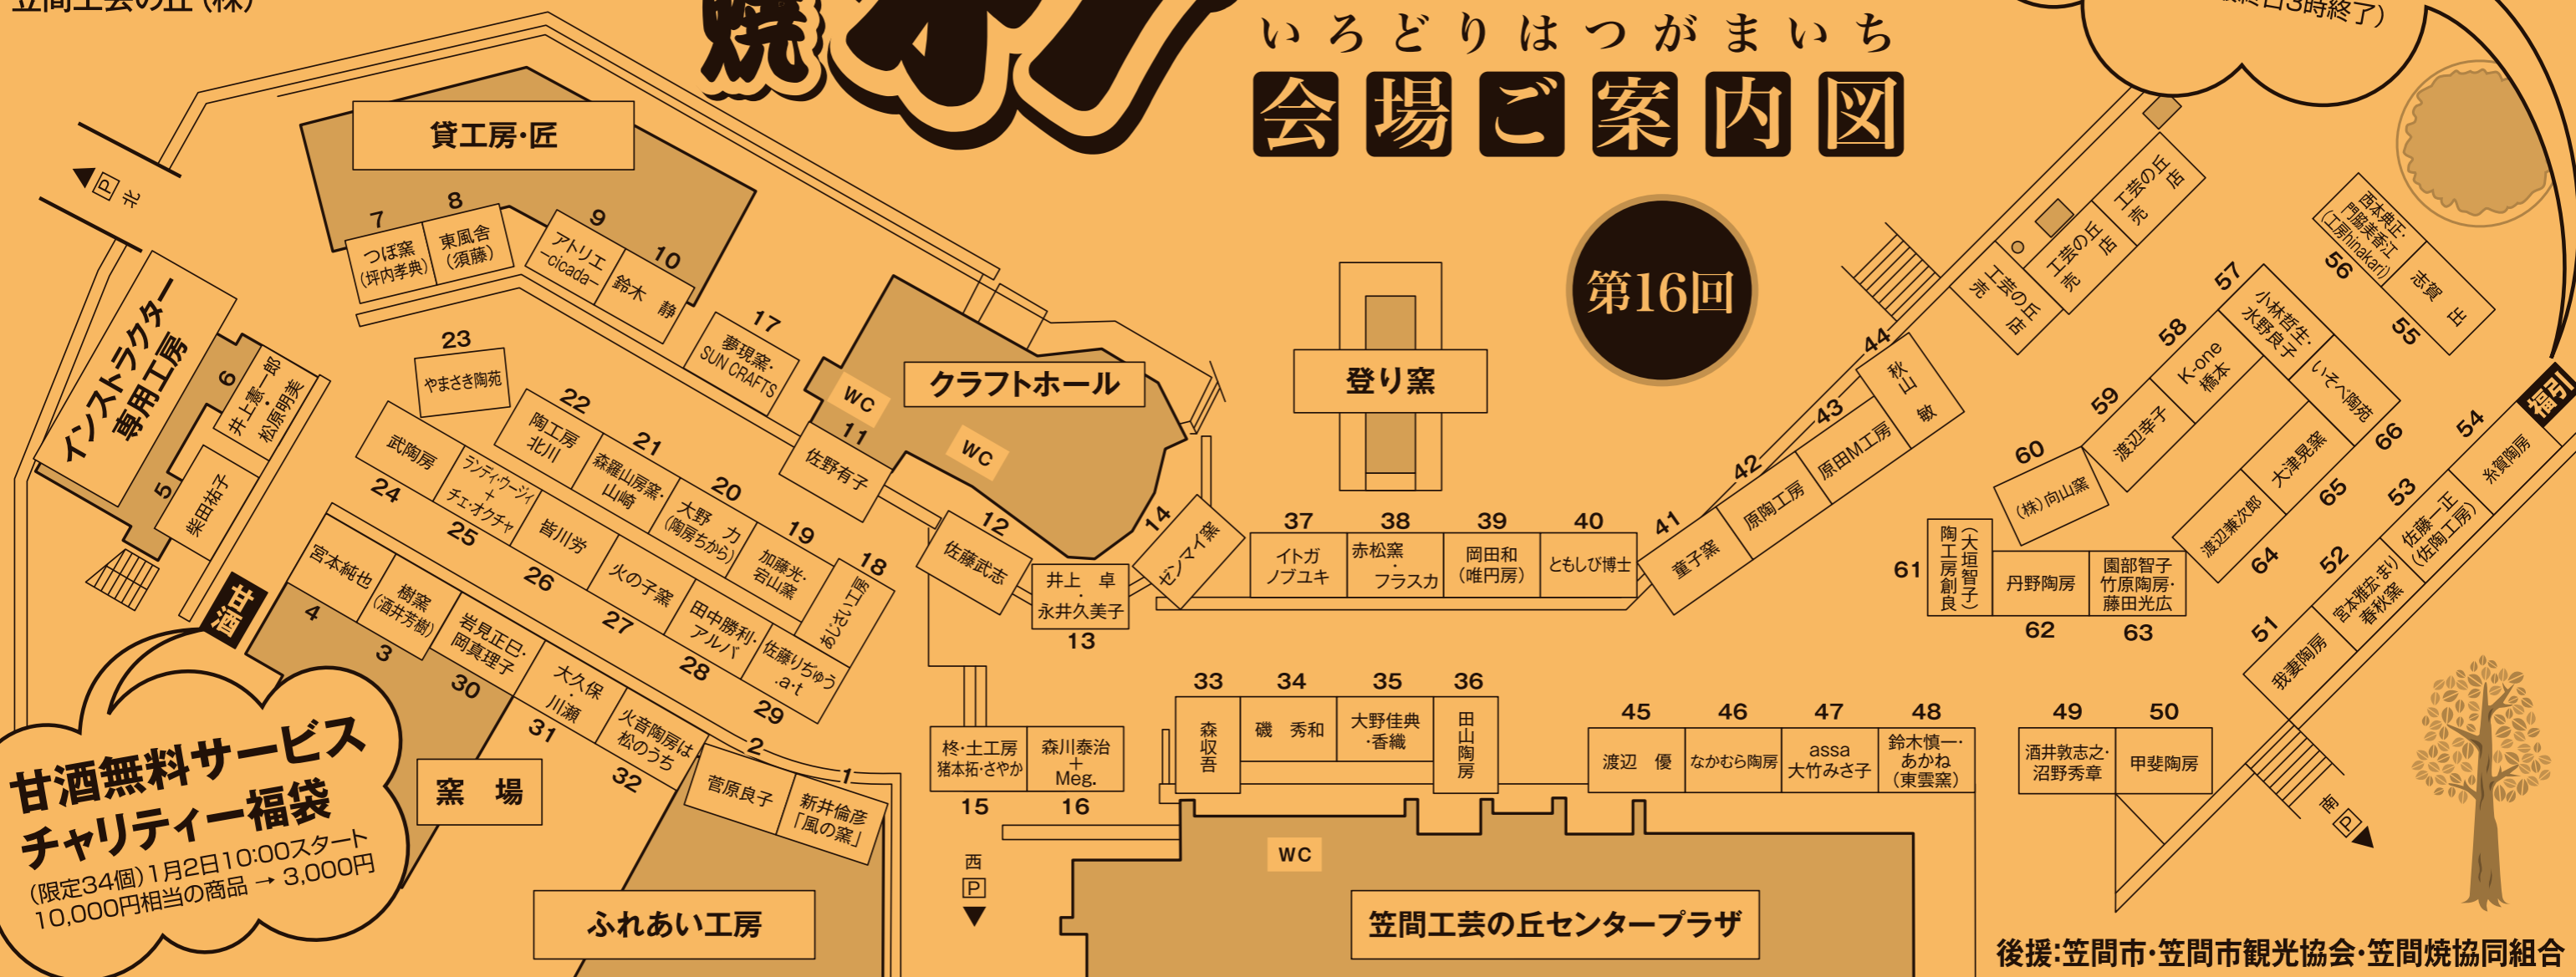 笠間工芸の丘(株)
焼
いろどりはつがまいち
会場ご案内図
最終日3時終了)
第16回
貸工房・匠
P 北
7
つぼ窯
(坪内孝典)
8
東風舎
(須藤)
9
アトリエ
-cicada-
10
鈴木 静
17
夢現窯・
SUN CRAFTS
インストラクター
専用工房
6
井上憲一郎・
松原明美
5
柴田祐子
23
やまさき陶苑
22
陶工房
北川
21
森羅山房窯・
山崎
20
大野 力
(陶房ちから)
19
加藤光・
宕山窯
18
あじさい工房
武陶房
24
ランディ・ウージィ
+
チェ・オクチャ
25
皆川労
26
火の子窯
27
田中勝利・
アルバ
28
佐藤りぢゅう
.a・t
29
クラフトホール
WC
WC
11
佐野有子
12
佐藤武志
井上 卓
・
永井久美子
13
14
センマイ窯
登り窯
37
イトガ
ノブユキ
38
赤松窯
・
フラスカ
39
岡田和
(唯円房)
40
ともしび博士
41
童子窯
42
原陶工房
43
原田M工房
44
秋山 敏
工芸の丘
売店
工芸の丘
売店
工芸の丘
売店
西本典正・
門脇美香江
(工房hinakari)
56
志賀 正
55
57
小林哲生・
水野良子
58
K-one
橋本
59
渡辺幸子
60
(株)向山窯
いそべ陶苑
66
大津晃窯
65
渡辺兼次郎
64
福引
54
糸賀陶房
53
佐藤一正
(佐陶工房)
52
宮本雅宏・まり
春秋窯
51
我妻陶房
61
陶工房創良
(大垣智子)
丹野陶房
62
園部智子
竹原陶房・
藤田光広
63
甘酒
宮本純也
4
樹窯
(酒井芳樹)
3
岩見正巳・
岡真理子
30
大久保
・
川瀬
31
火音陶房は
松のうち
32
2
菅原良子
1
新井倫彦
「風の窯」
甘酒無料サービス
チャリティー福袋
(限定34個)1月2日10:00スタート
10,000円相当の商品 → 3,000円
窯 場
ふれあい工房
柊・土工房
猪本拓・さやか
15
森川泰治
+
Meg.
16
西
P
33
森収吾
34
磯 秀和
35
大野佳典
・香織
36
田山陶房
45
渡辺 優
46
なかむら陶房
47
assa
大竹みさ子
48
鈴木慎一・
あかね
(東雲窯)
49
酒井敦志之・
沼野秀章
50
甲斐陶房
南 P
WC
笠間工芸の丘センタープラザ
後援:笠間市・笠間市観光協会・笠間焼協同組合